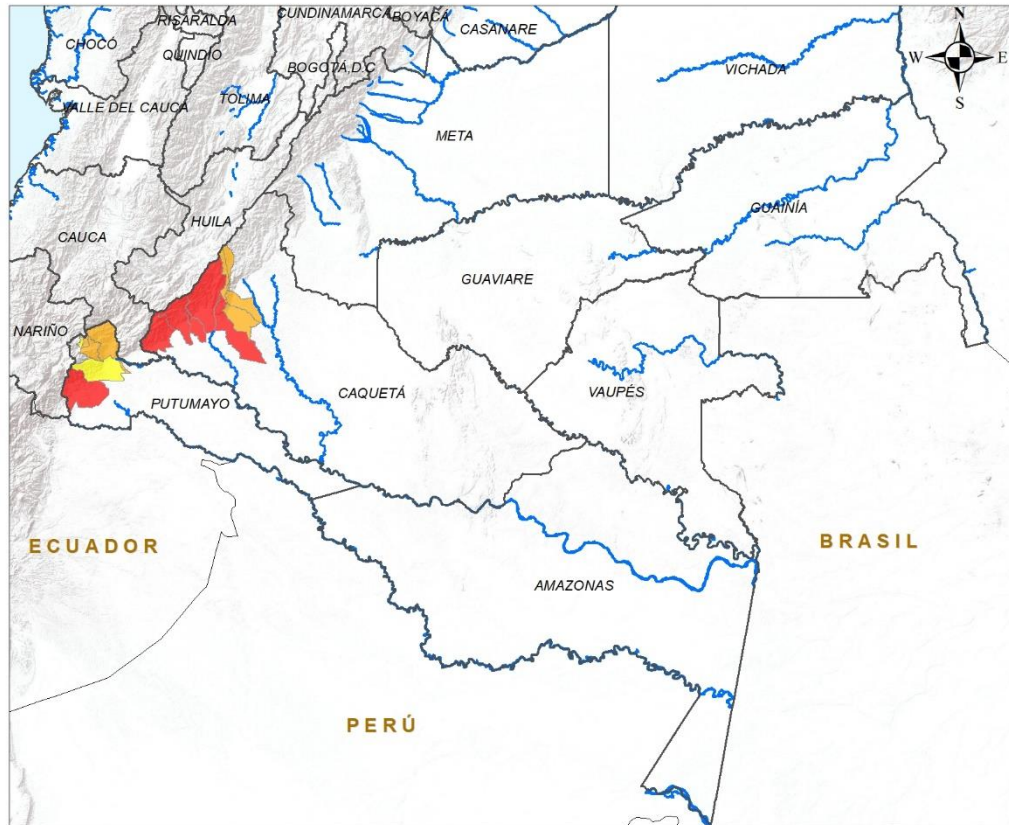 RISARALDA
CUNDINAMARCA
BOYACÁ
CASANARE
N
CHOCÓ
QUINDÍO
BOGOTÁ D.C
W
E
VICHADA
S
VALLE DEL CAUCA
TOLIMA
META
GUAINÍA
HUILA
CAUCA
GUAVIARE
NARIÑO
CAQUETÁ
VAUPÉS
PUTUMAYO
ECUADOR
BRASIL
AMAZONAS
PERÚ